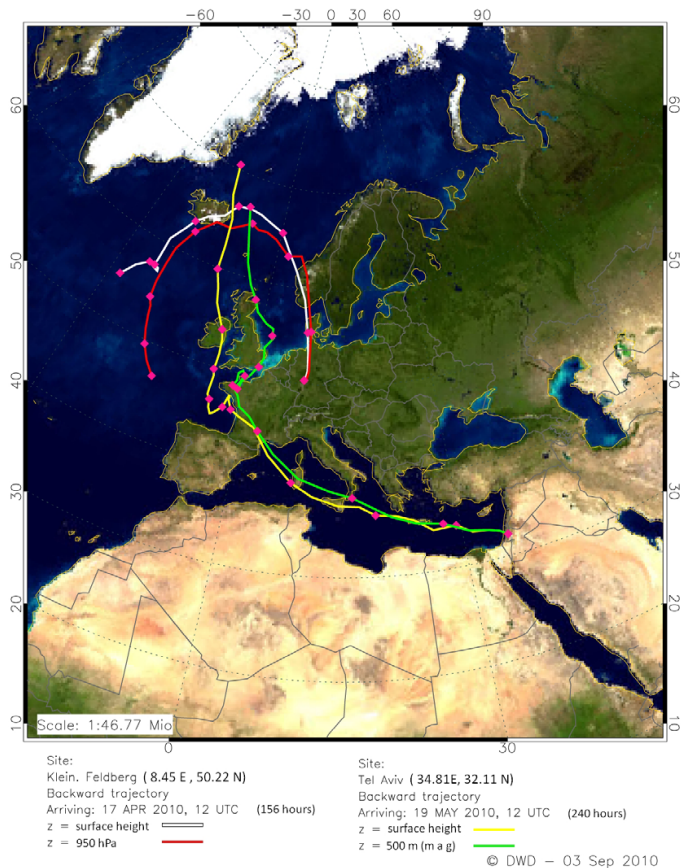 −60 −30 0 30 60 90
60 60
50 50
40 40
30 30
20 20
10 10
Scale: 1:46.77 Mio
0 30
Site:
Klein. Feldberg ( 8.45 E , 50.22 N)
Backward trajectory
Arriving: 17 APR 2010, 12 UTC (156 hours)
z = surface height
z = 950 hPa
Site:
Tel Aviv ( 34.81E, 32.11 N)
Backward trajectory
Arriving: 19 MAY 2010, 12 UTC (240 hours)
z = surface height
z = 500 m (m a g)
© DWD − 03 Sep 2010